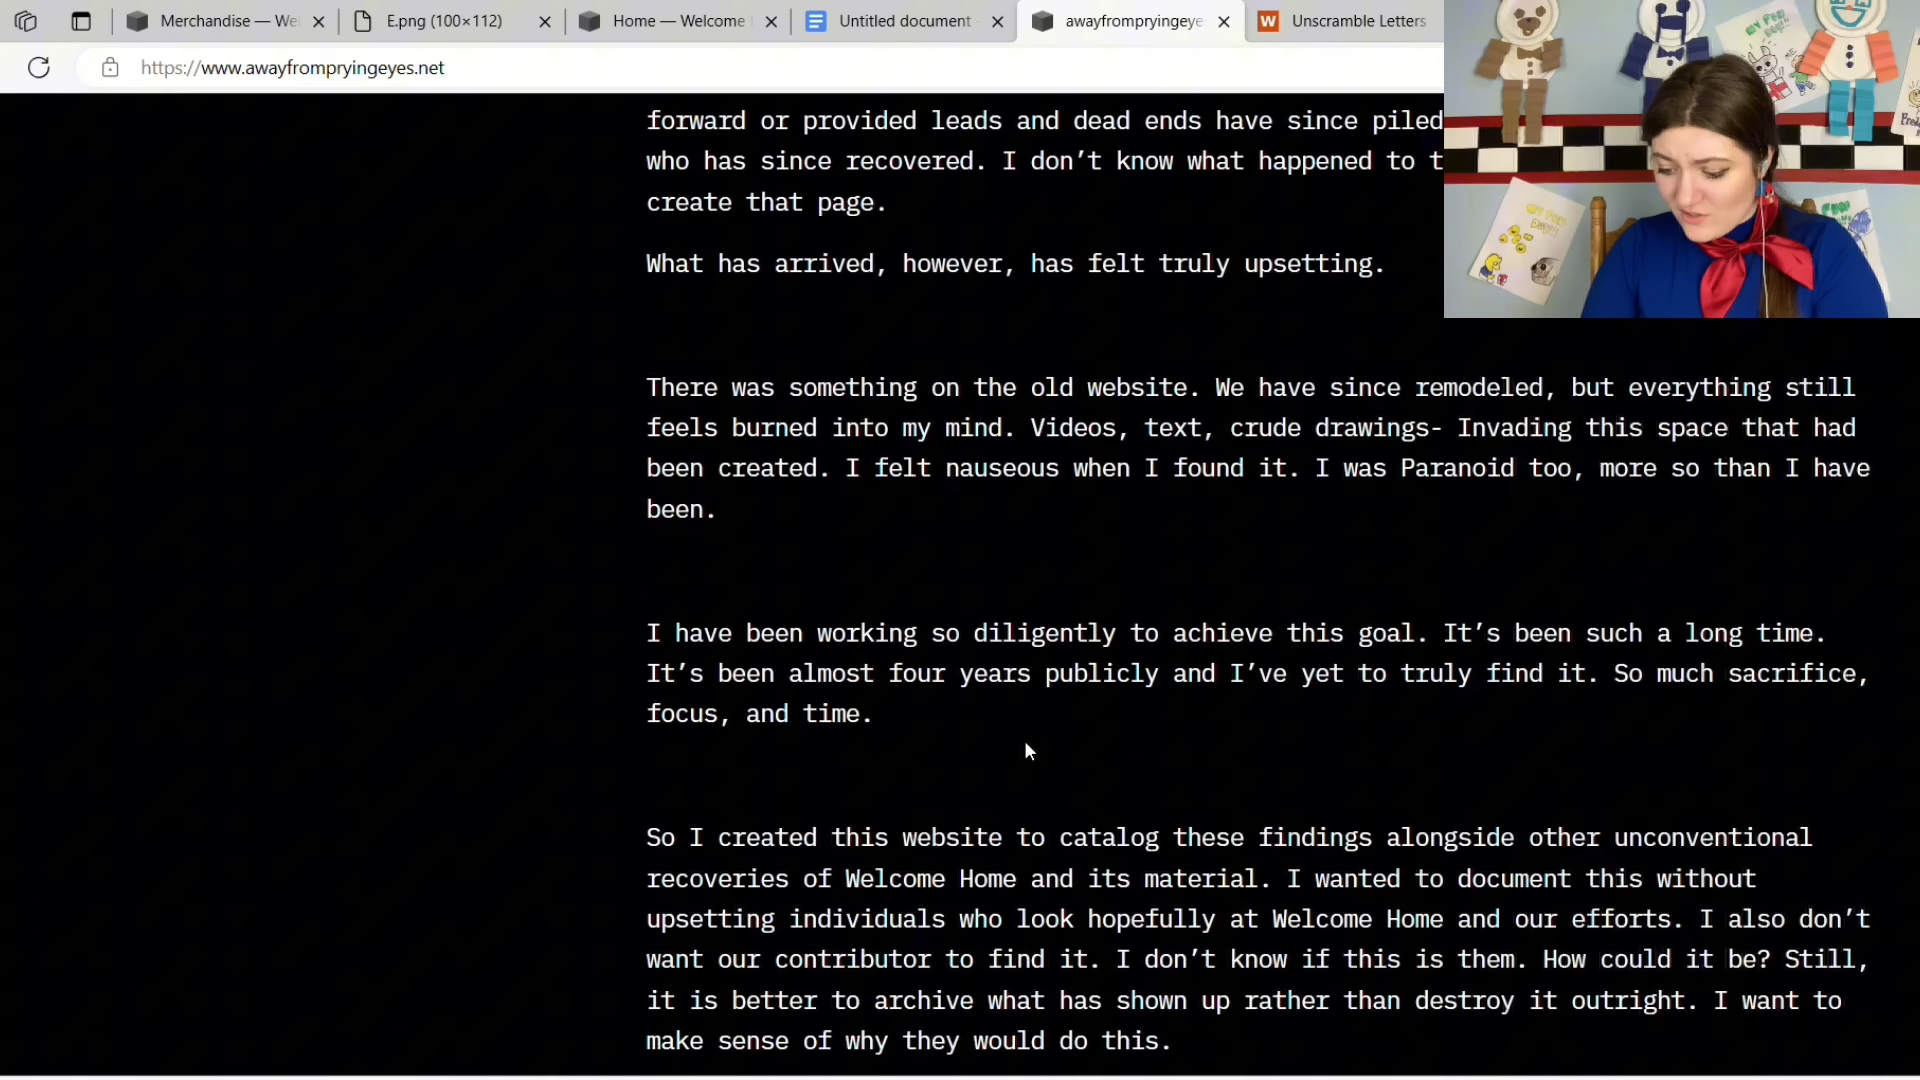 Merchandise — We
E.png (100×112)
Home — Welcome
Untitled document
awayfrompryingeye
Unscramble Letters
https://www.awayfrompryingeyes.net
forward or provided leads and dead ends have since piled
who has since recovered. I don’t know what happened to t
create that page.
What has arrived, however, has felt truly upsetting.
There was something on the old website. We have since remodeled, but everything still
feels burned into my mind. Videos, text, crude drawings- Invading this space that had
been created. I felt nauseous when I found it. I was Paranoid too, more so than I have
been.
I have been working so diligently to achieve this goal. It’s been such a long time.
It’s been almost four years publicly and I’ve yet to truly find it. So much sacrifice,
focus, and time.
So I created this website to catalog these findings alongside other unconventional
recoveries of Welcome Home and its material. I wanted to document this without
upsetting individuals who look hopefully at Welcome Home and our efforts. I also don’t
want our contributor to find it. I don’t know if this is them. How could it be? Still,
it is better to archive what has shown up rather than destroy it outright. I want to
make sense of why they would do this.